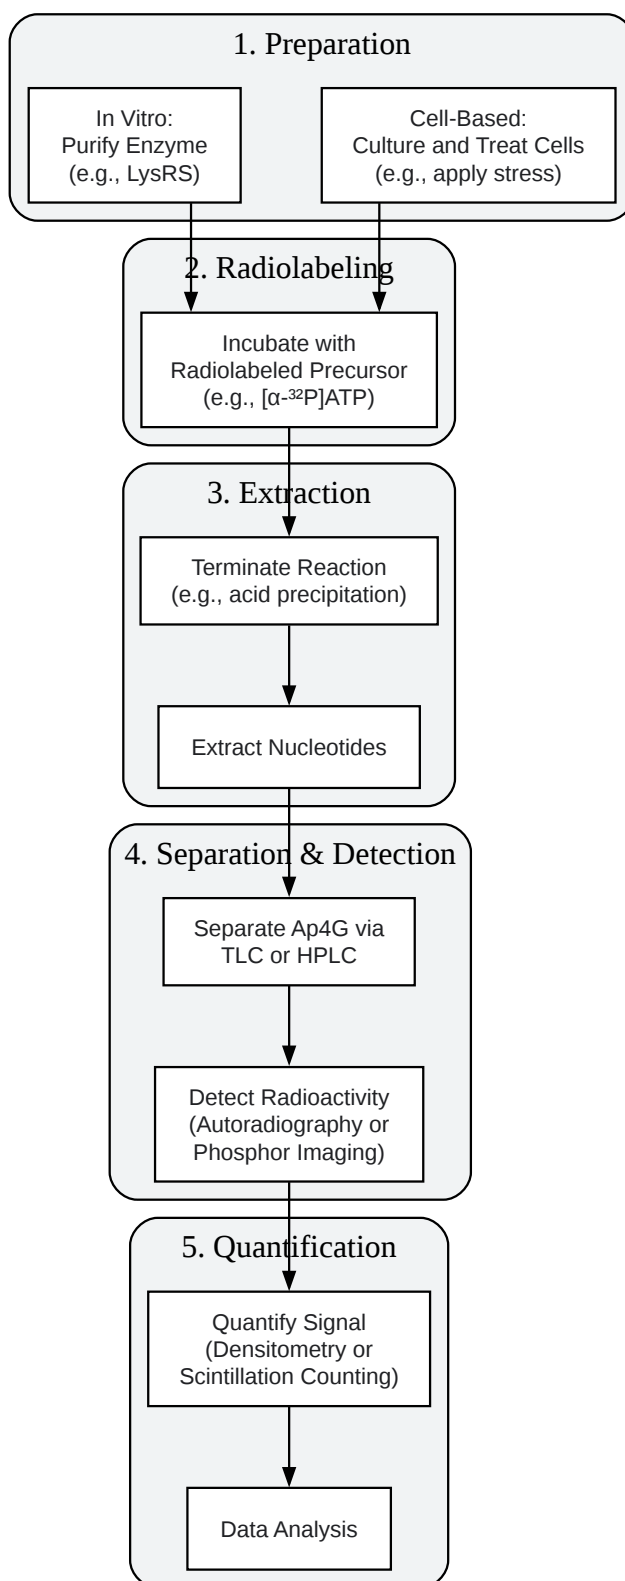 1. Preparation
In Vitro:
Purify Enzyme
(e.g., LysRS)
Cell-Based:
Culture and Treat Cells
(e.g., apply stress)
2. Radiolabeling
Incubate with
Radiolabeled Precursor
(e.g., [α-³²P]ATP)
3. Extraction
Terminate Reaction
(e.g., acid precipitation)
Extract Nucleotides
4. Separation & Detection
Separate Ap4G via
TLC or HPLC
Detect Radioactivity
(Autoradiography or
Phosphor Imaging)
5. Quantification
Quantify Signal
(Densitometry or
Scintillation Counting)
Data Analysis